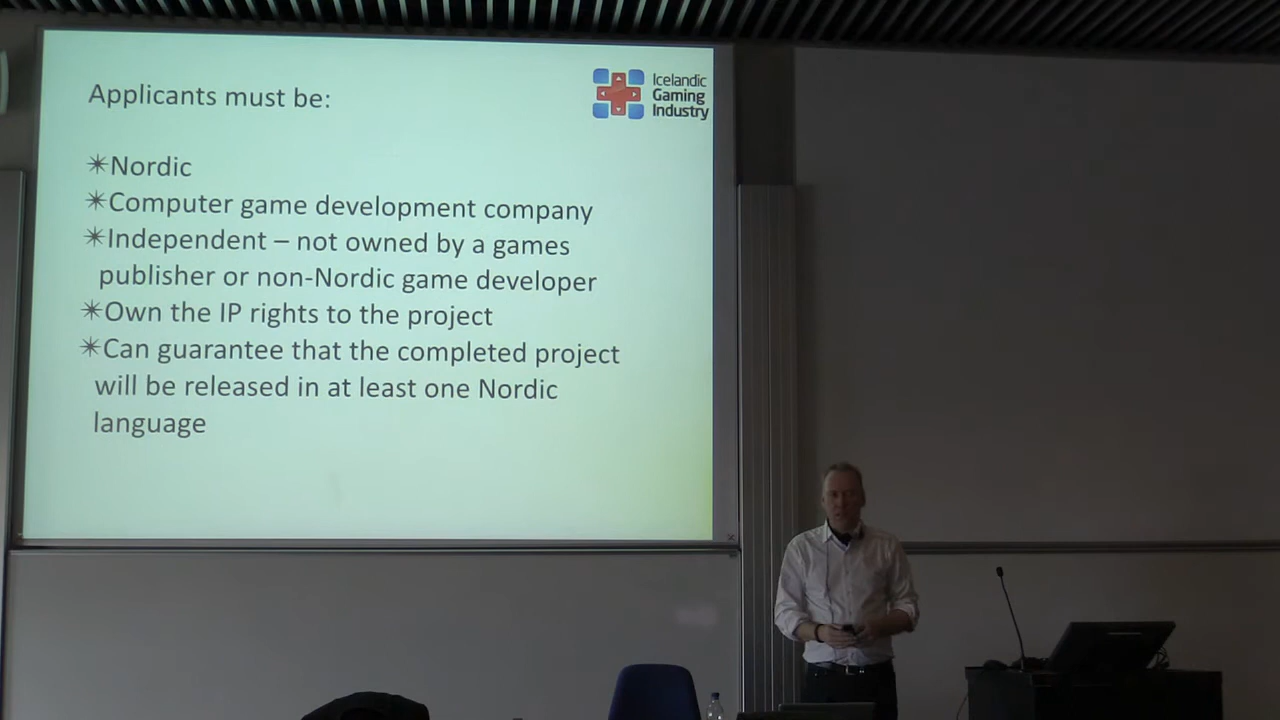 Applicants must be:
Icelandic
Gaming
Industry
✴Nordic
✴Computer game development company
✴Independent – not owned by a games
publisher or non-Nordic game developer
✴Own the IP rights to the project
✴Can guarantee that the completed project
will be released in at least one Nordic
language